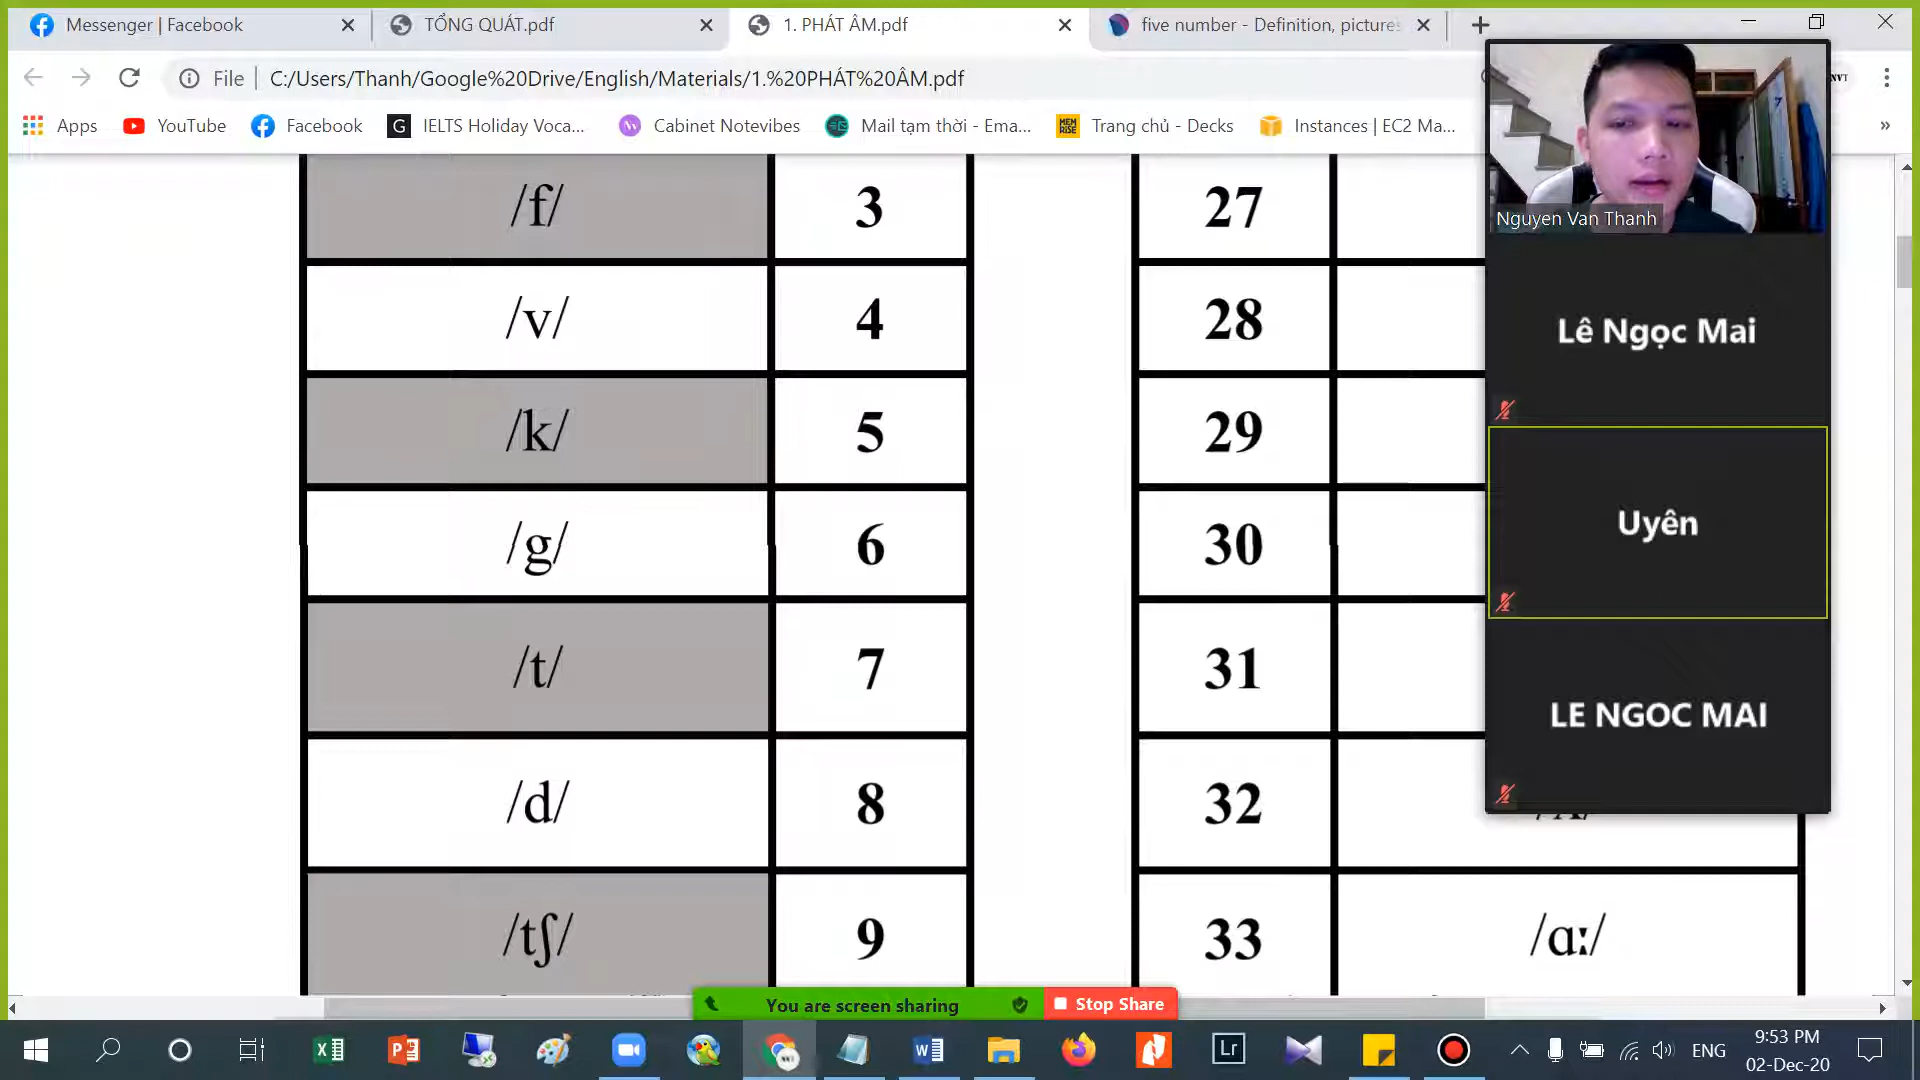 Messenger | Facebook
TỔNG QUÁT.pdf
1. PHÁT ÂM.pdf
five number - Definition, pictures
File
C:/Users/Thanh/Google%20Drive/English/Materials/1.%20PHÁT%20ÂM.pdf
NVT
Apps
YouTube
Facebook
IELTS Holiday Voca...
Cabinet Notevibes
Mail tạm thời - Ema...
Trang chủ - Decks
Instances | EC2 Ma...
»
/f/ 3 27
/v/ 4 28
/k/ 5 29
/g/ 6 30
/t/ 7 31
/d/ 8 32
/tʃ/ 9 33 /ɑː/
Nguyen Van Thanh
Lê Ngọc Mai
Uyên
LE NGOC MAI
You are screen sharing
Stop Share
Lr
ENG
9:53 PM
02-Dec-20